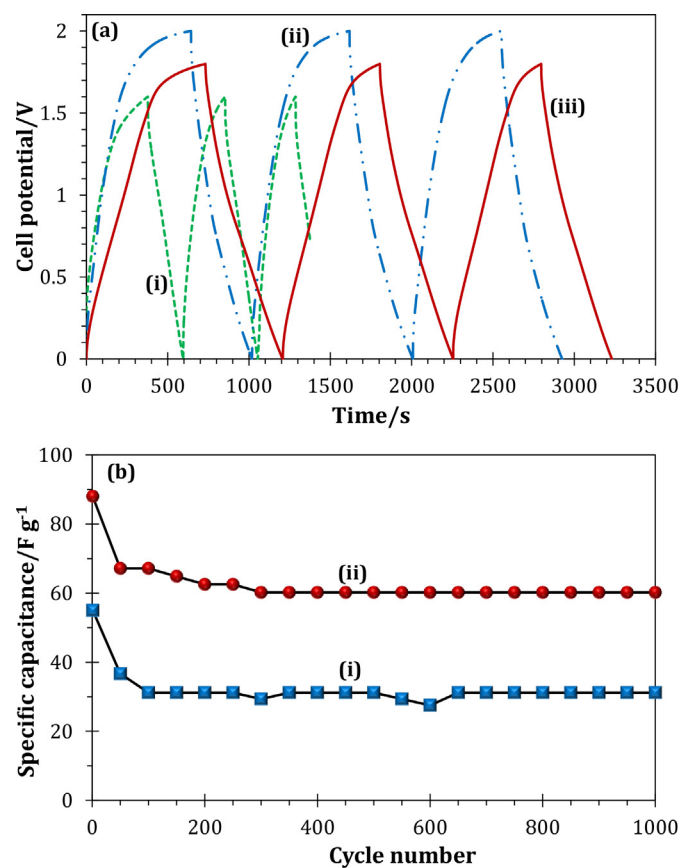 (a)
(ii)
(iii)
(i)
2
1.5
1
0.5
0
Cell potential/V
0 500 1000 1500 2000 2500 3000 3500
Time/s
(b)
(ii)
(i)
100
80
60
40
20
0
Specific capacitance/F g⁻¹
0 200 400 600 800 1000
Cycle number